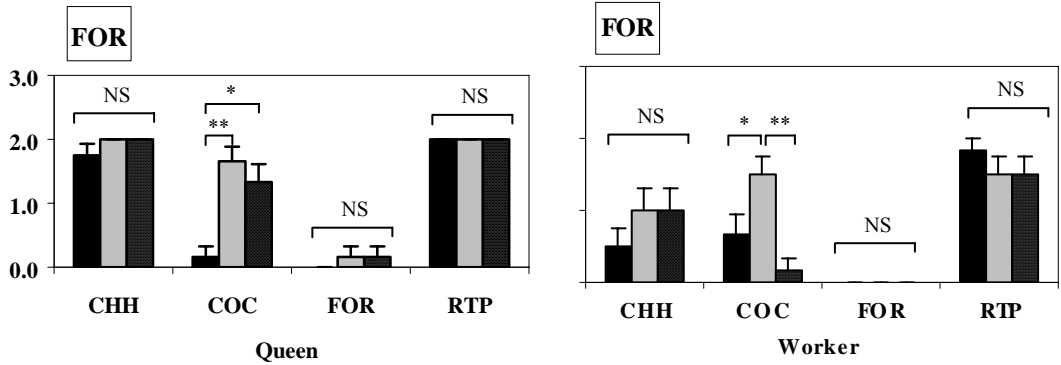 FOR
3.0
2.0
1.0
0.0
NS
*
**
NS
NS
CHH
COC
FOR
RTP
Queen
FOR
NS
*
**
NS
NS
CHH
COC
FOR
RTP
Worker